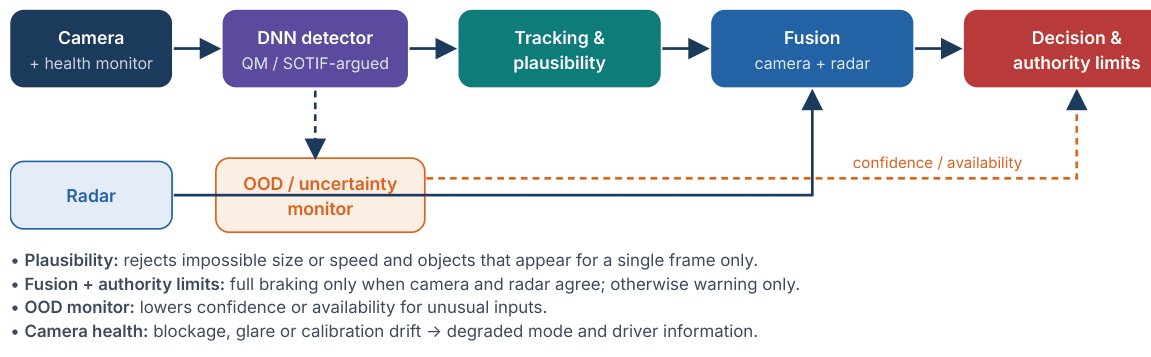 Camera
+ health monitor
DNN detector
QM / SOTIF-argued
Tracking &
plausibility
Fusion
camera + radar
Decision &
authority limits
Radar
OOD / uncertainty
monitor
confidence / availability
• Plausibility: rejects impossible size or speed and objects that appear for a single frame only.
• Fusion + authority limits: full braking only when camera and radar agree; otherwise warning only.
• OOD monitor: lowers confidence or availability for unusual inputs.
• Camera health: blockage, glare or calibration drift → degraded mode and driver information.